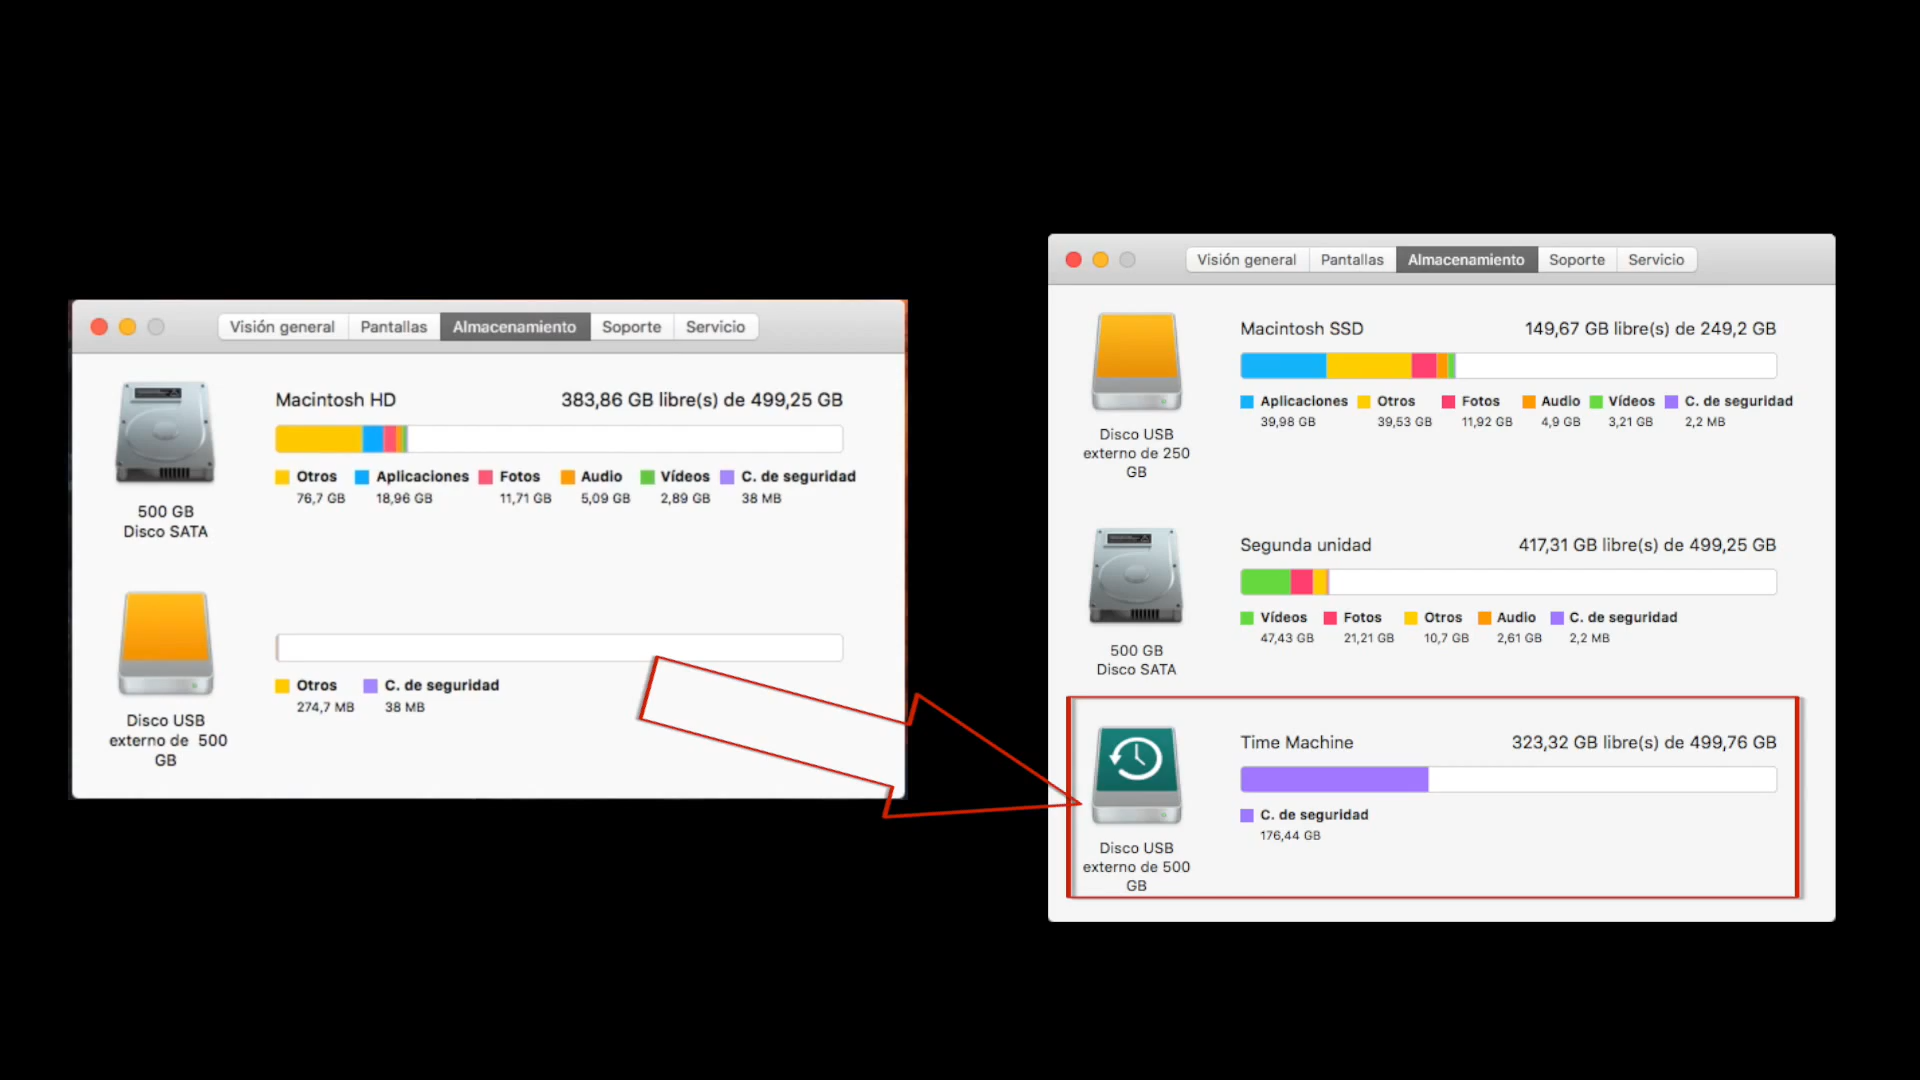 Visión general Pantallas Almacenamiento Soporte Servicio
Macintosh HD 383,86 GB libre(s) de 499,25 GB
Otros Aplicaciones Fotos Audio Vídeos C. de seguridad
76,7 GB 18,96 GB 11,71 GB 5,09 GB 2,89 GB 38 MB
500 GB
Disco SATA
Otros C. de seguridad
274,7 MB 38 MB
Disco USB
externo de 500
GB
Visión general Pantallas Almacenamiento Soporte Servicio
Macintosh SSD 149,67 GB libre(s) de 249,2 GB
Aplicaciones Otros Fotos Audio Vídeos C. de seguridad
39,98 GB 39,53 GB 11,92 GB 4,9 GB 3,21 GB 2,2 MB
Disco USB
externo de 250
GB
Segunda unidad 417,31 GB libre(s) de 499,25 GB
Vídeos Fotos Otros Audio C. de seguridad
47,43 GB 21,21 GB 10,7 GB 2,61 GB 2,2 MB
500 GB
Disco SATA
Time Machine 323,32 GB libre(s) de 499,76 GB
C. de seguridad
176,44 GB
Disco USB
externo de 500
GB